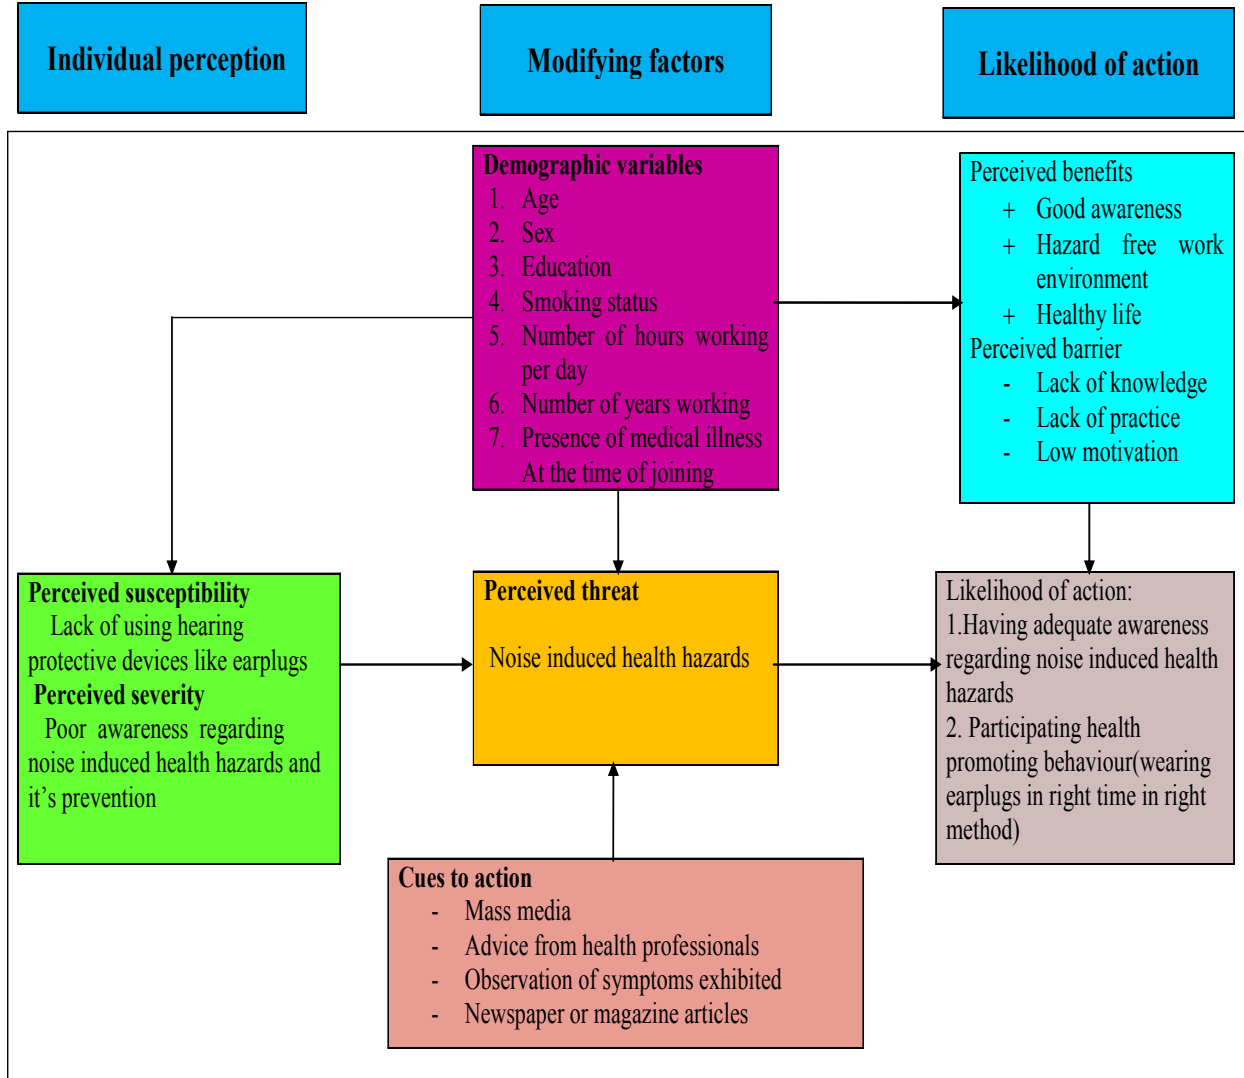 Individual perception
Modifying factors
Likelihood of action
Demographic variables
1. Age
2. Sex
3. Education
4. Smoking status
5. Number of hours working
per day
6. Number of years working
7. Presence of medical illness
At the time of joining
Perceived benefits
+ Good awareness
+ Hazard free work
environment
+ Healthy life
Perceived barrier
- Lack of knowledge
- Lack of practice
- Low motivation
Perceived susceptibility
Lack of using hearing
protective devices like earplugs
Perceived severity
Poor awareness regarding
noise induced health hazards and
it's prevention
Perceived threat
Noise induced health hazards
Likelihood of action:
1.Having adequate awareness
regarding noise induced health
hazards
2. Participating health
promoting behaviour(wearing
earplugs in right time in right
method)
Cues to action
- Mass media
- Advice from health professionals
- Observation of symptoms exhibited
- Newspaper or magazine articles